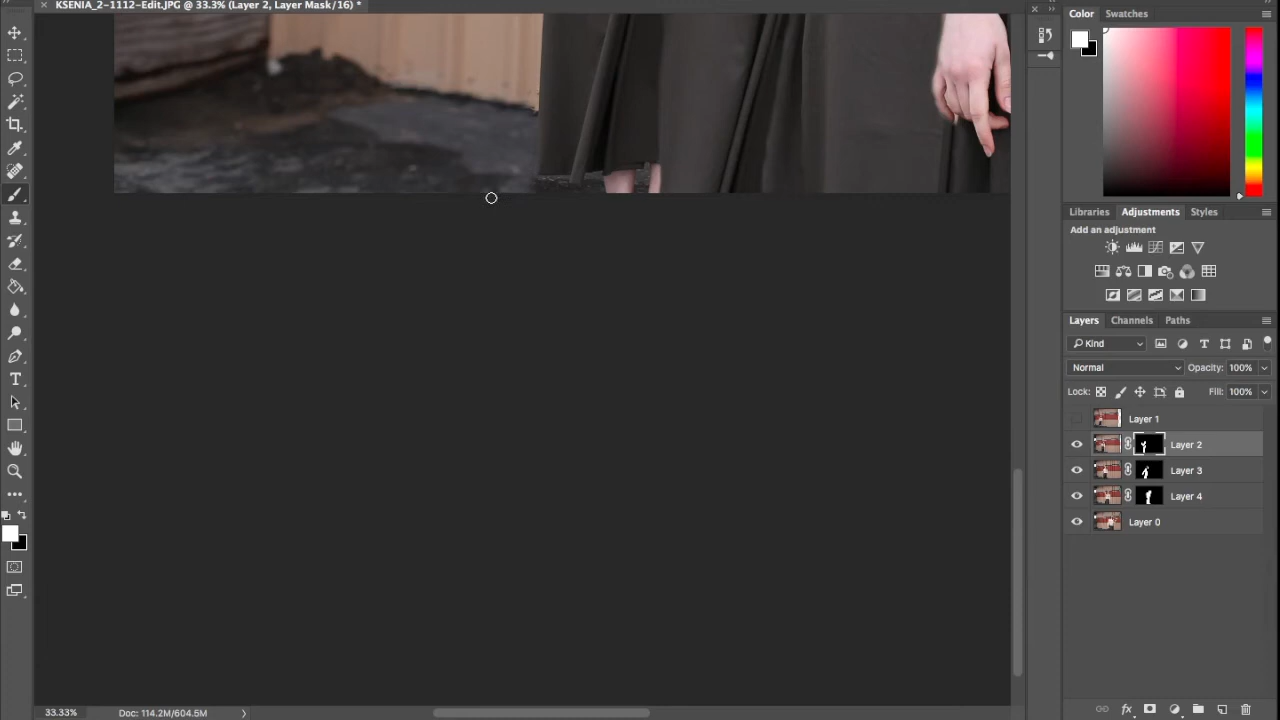 KSENIA_2-1112-Edit.JPG @ 33.3% (Layer 2, Layer Mask/16) *
Color
Swatches
Libraries
Adjustments
Styles
Add an adjustment
Layers
Channels
Paths
Kind
Normal
Opacity: 100%
Lock:
Fill: 100%
Layer 1
Layer 2
Layer 3
Layer 4
Layer 0
33.33%
Doc: 114.2M/604.5M